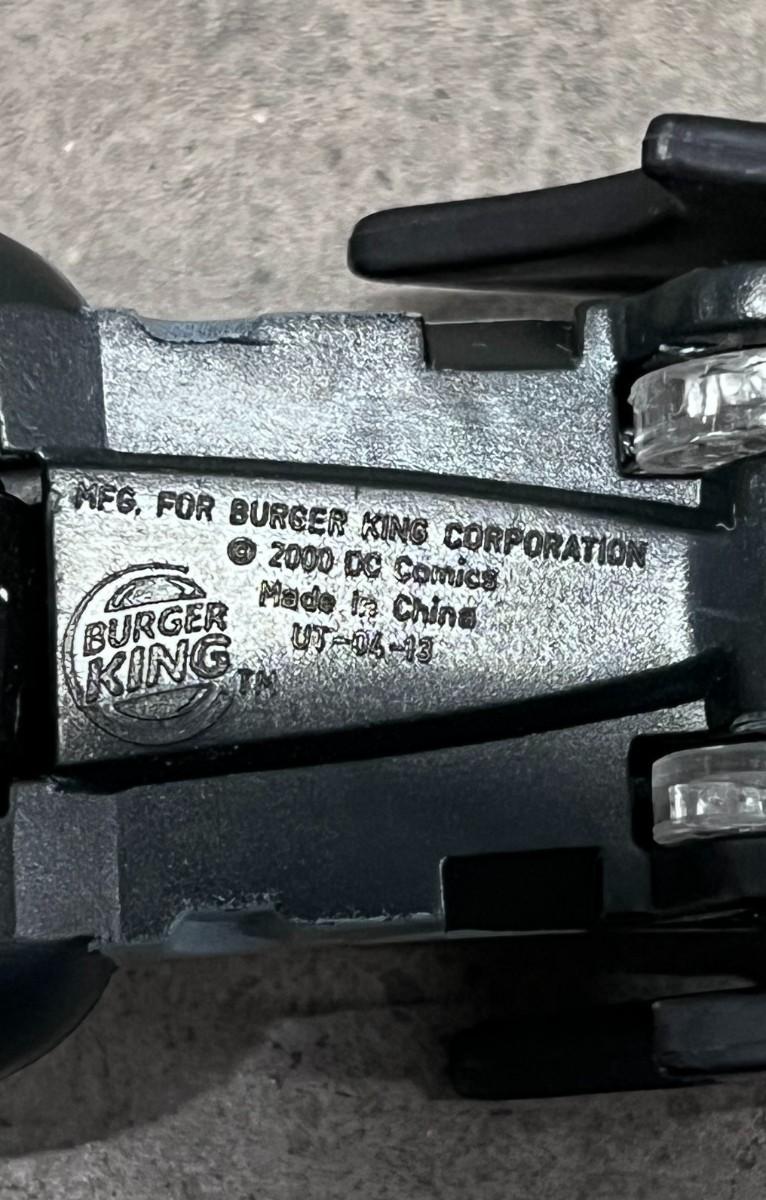 MFG. FOR BURGER KING CORPORATION
© 2000 DC Comics
Made in China
UT-04-13
BURGER
KING TM